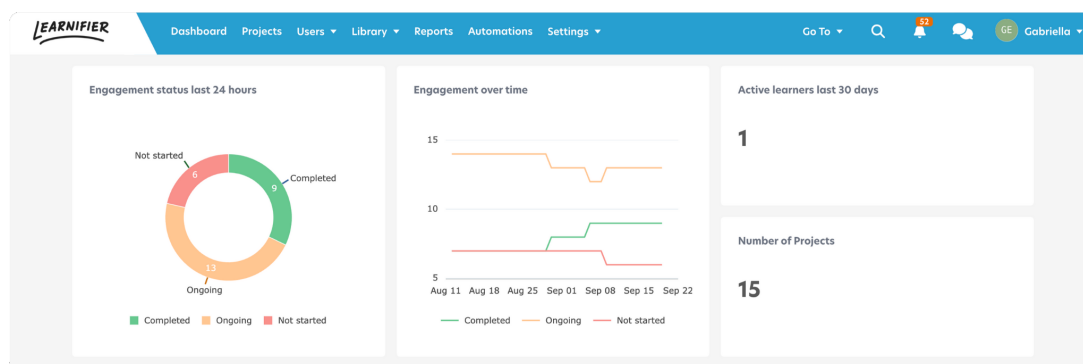 LEARNIFIER
Dashboard Projects Users Library Reports Automations Settings Go To 52 GE Gabriella
Engagement status last 24 hours
Not started
6
9
Completed
13
Ongoing
Completed Ongoing Not started
Engagement over time
15
10
5
Aug 11 Aug 18 Aug 25 Sep 01 Sep 08 Sep 15 Sep 22
Completed Ongoing Not started
Active learners last 30 days
1
Number of Projects
15